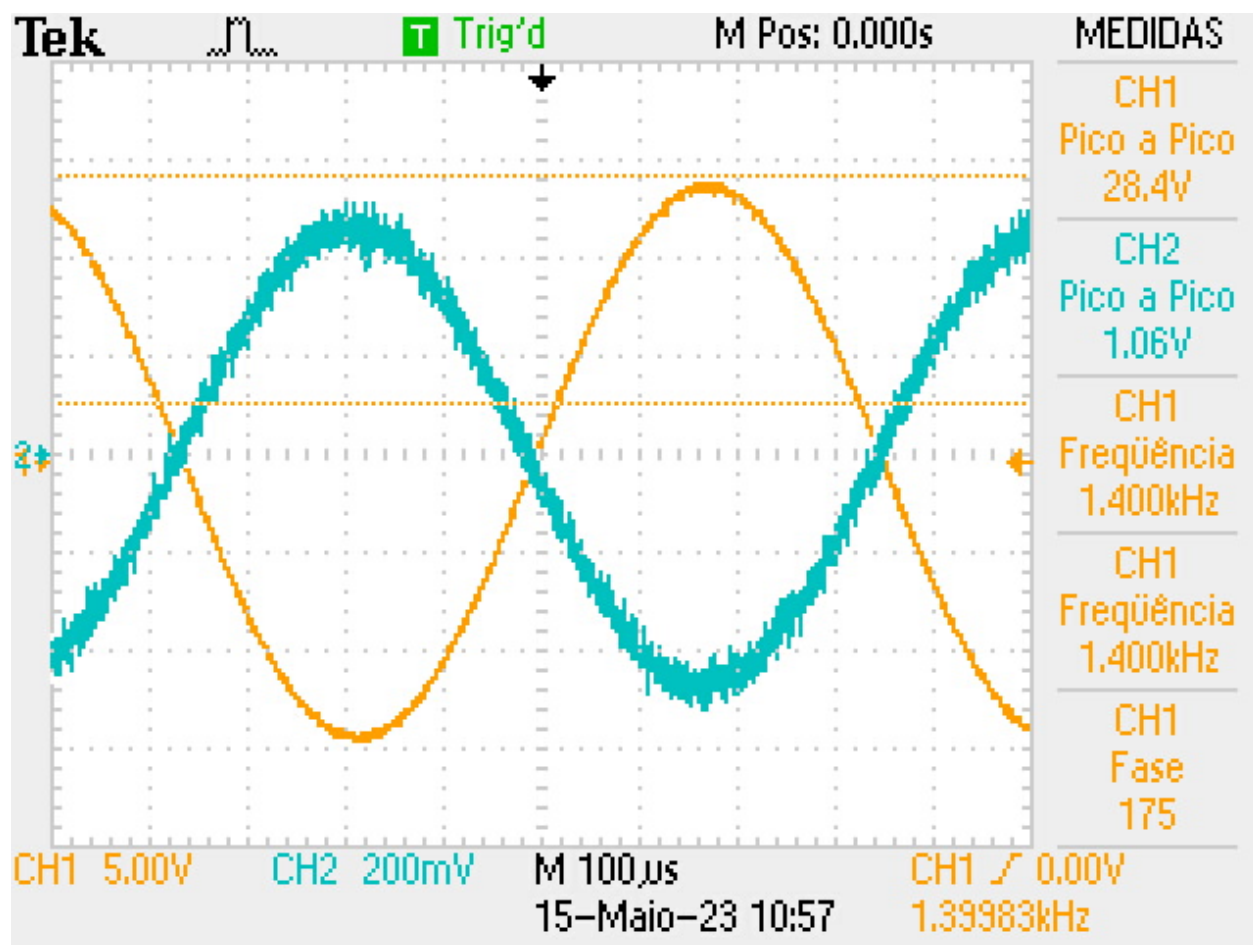 Tek T Trig'd M Pos: 0.000s MEDIDAS
CH1
Pico a Pico
28.4V
CH2
Pico a Pico
1.06V
CH1
Freqüência
1.400kHz
CH1
Freqüência
1.400kHz
CH1
Fase
175
2
CH1 5.00V CH2 200mV M 100µs CH1 0.00V
15-Maio-23 10:57 1.39983kHz